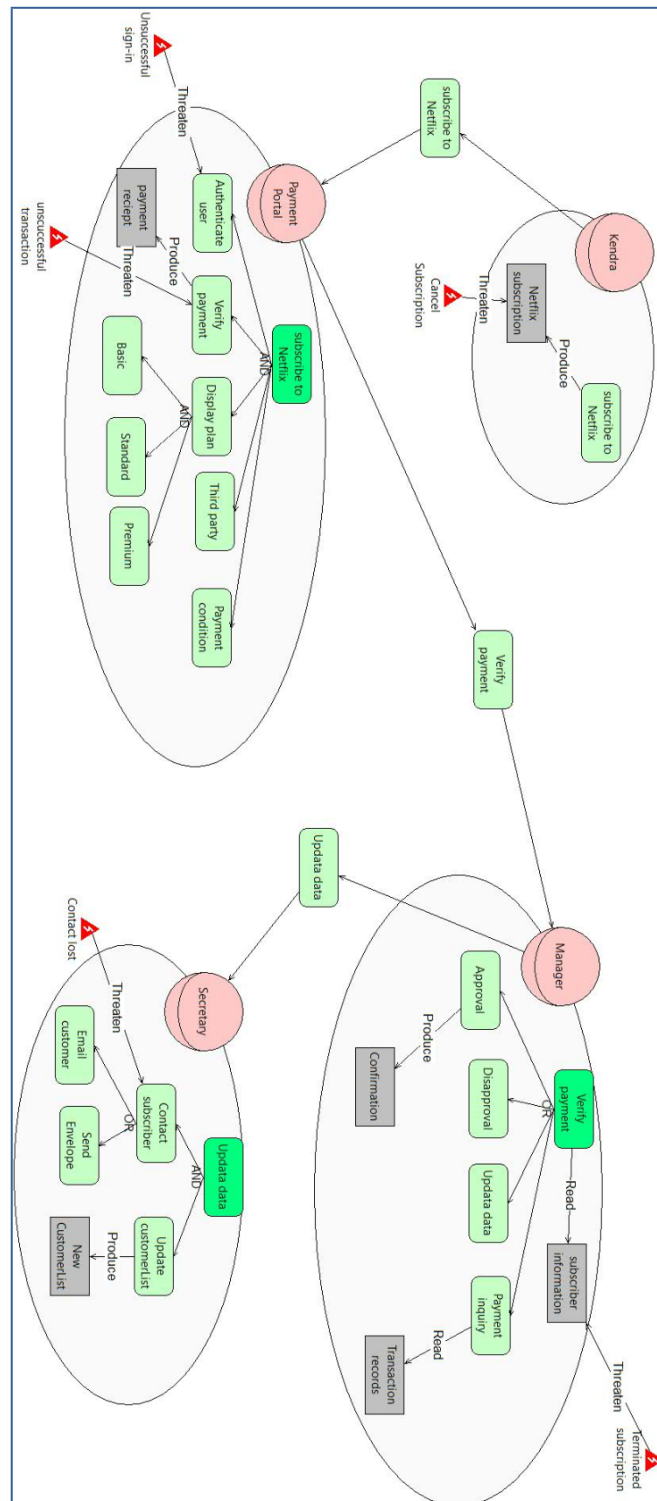 Kendra
subscribe to
Netflix
Produce
Netflix
subscription
Threaten
Cancel
Subscription
subscribe to
Netflix
Payment
Portal
subscribe to
Netflix
AND
Authenticate
user
Verify
payment
Display plan
Third party
Payment
condition
Produce
payment
reciept
AND
Basic
Standard
Premium
Threaten
Unsuccessful
sign-in
Threaten
unscuccessful
transaction
Verify
payment
Manager
Verify
payment
OR
Read
subscriber
information
Threaten
Terminated
subscription
Approval
Disapproval
Updata data
Payment
inquiry
Produce
Confirmation
Read
Transaction
records
Updata data
Secretary
Updata data
AND
Contact
subscriber
Update
customerList
OR
Email
customer
Send
Envelope
Produce
New
CustomerList
Threaten
Contact lost